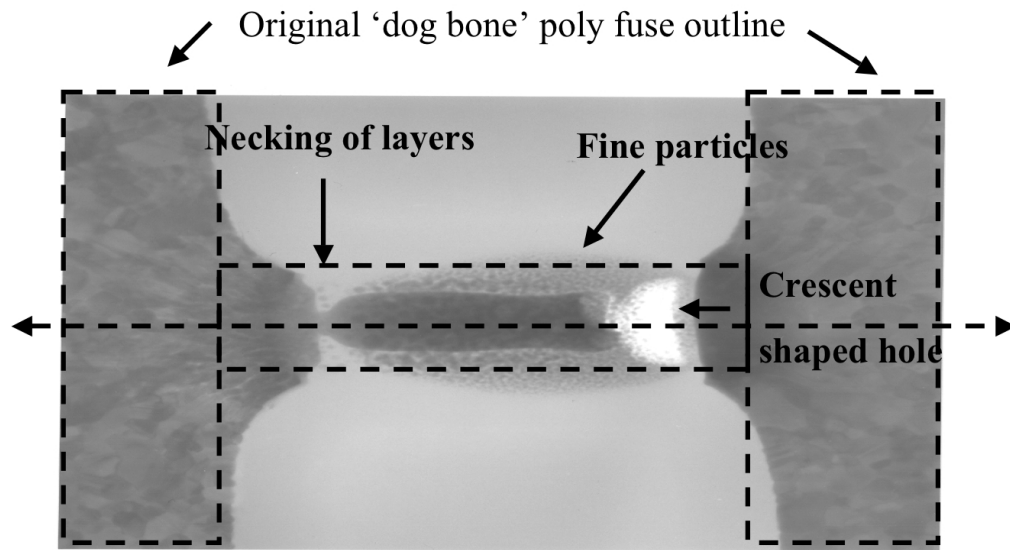 Original ‘dog bone’ poly fuse outline
Necking of layers
Fine particles
Crescent
shaped hole